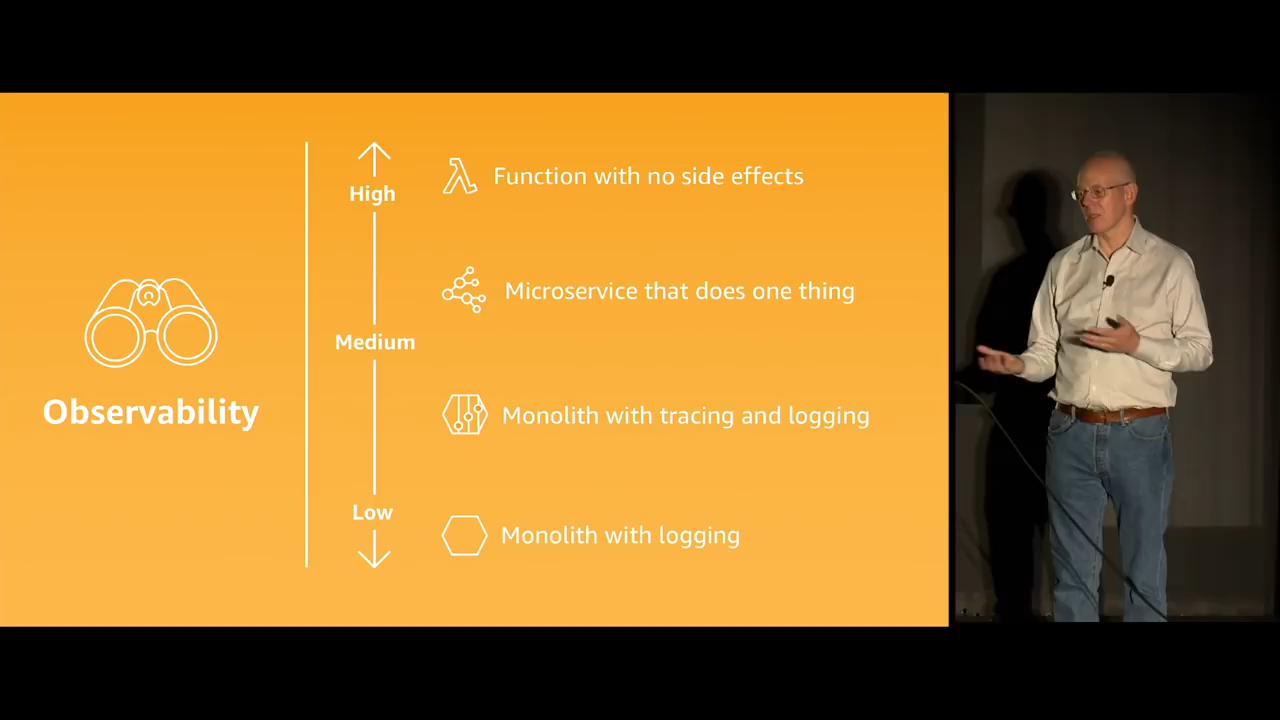 Observability
High
Medium
Low
Function with no side effects
Microservice that does one thing
Monolith with tracing and logging
Monolith with logging